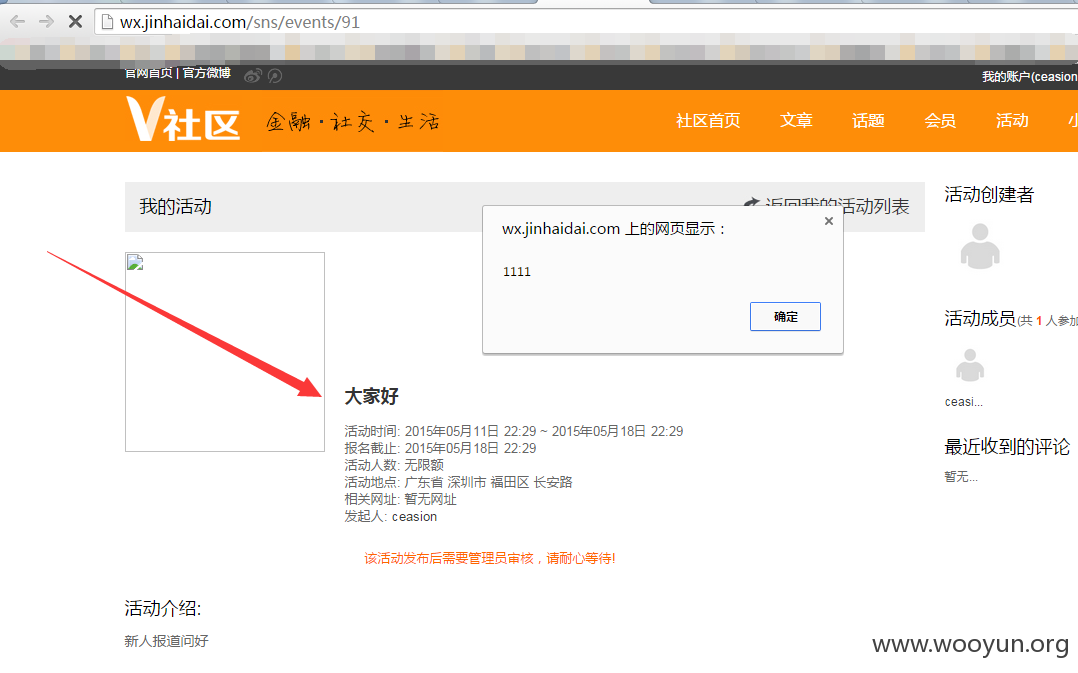 wx.jinhaidai.com/sns/events/91
官网首页 | 官方微博
我的账户(ceasion
V社区 金融·社交·生活
社区首页 文章 话题 会员 活动
我的活动
返回我的活动列表
活动创建者
wx.jinhaidai.com 上的网页显示：
×
1111
确定
活动成员(共 1 人参加
ceasi...
大家好
活动时间: 2015年05月11日 22:29 ~ 2015年05月18日 22:29
报名截止: 2015年05月18日 22:29
活动人数: 无限额
活动地点: 广东省 深圳市 福田区 长安路
相关网址: 暂无网址
发起人: ceasion
最近收到的评论
暂无...
该活动发布后需要管理员审核，请耐心等待!
活动介绍:
新人报道问好
www.wooyun.org